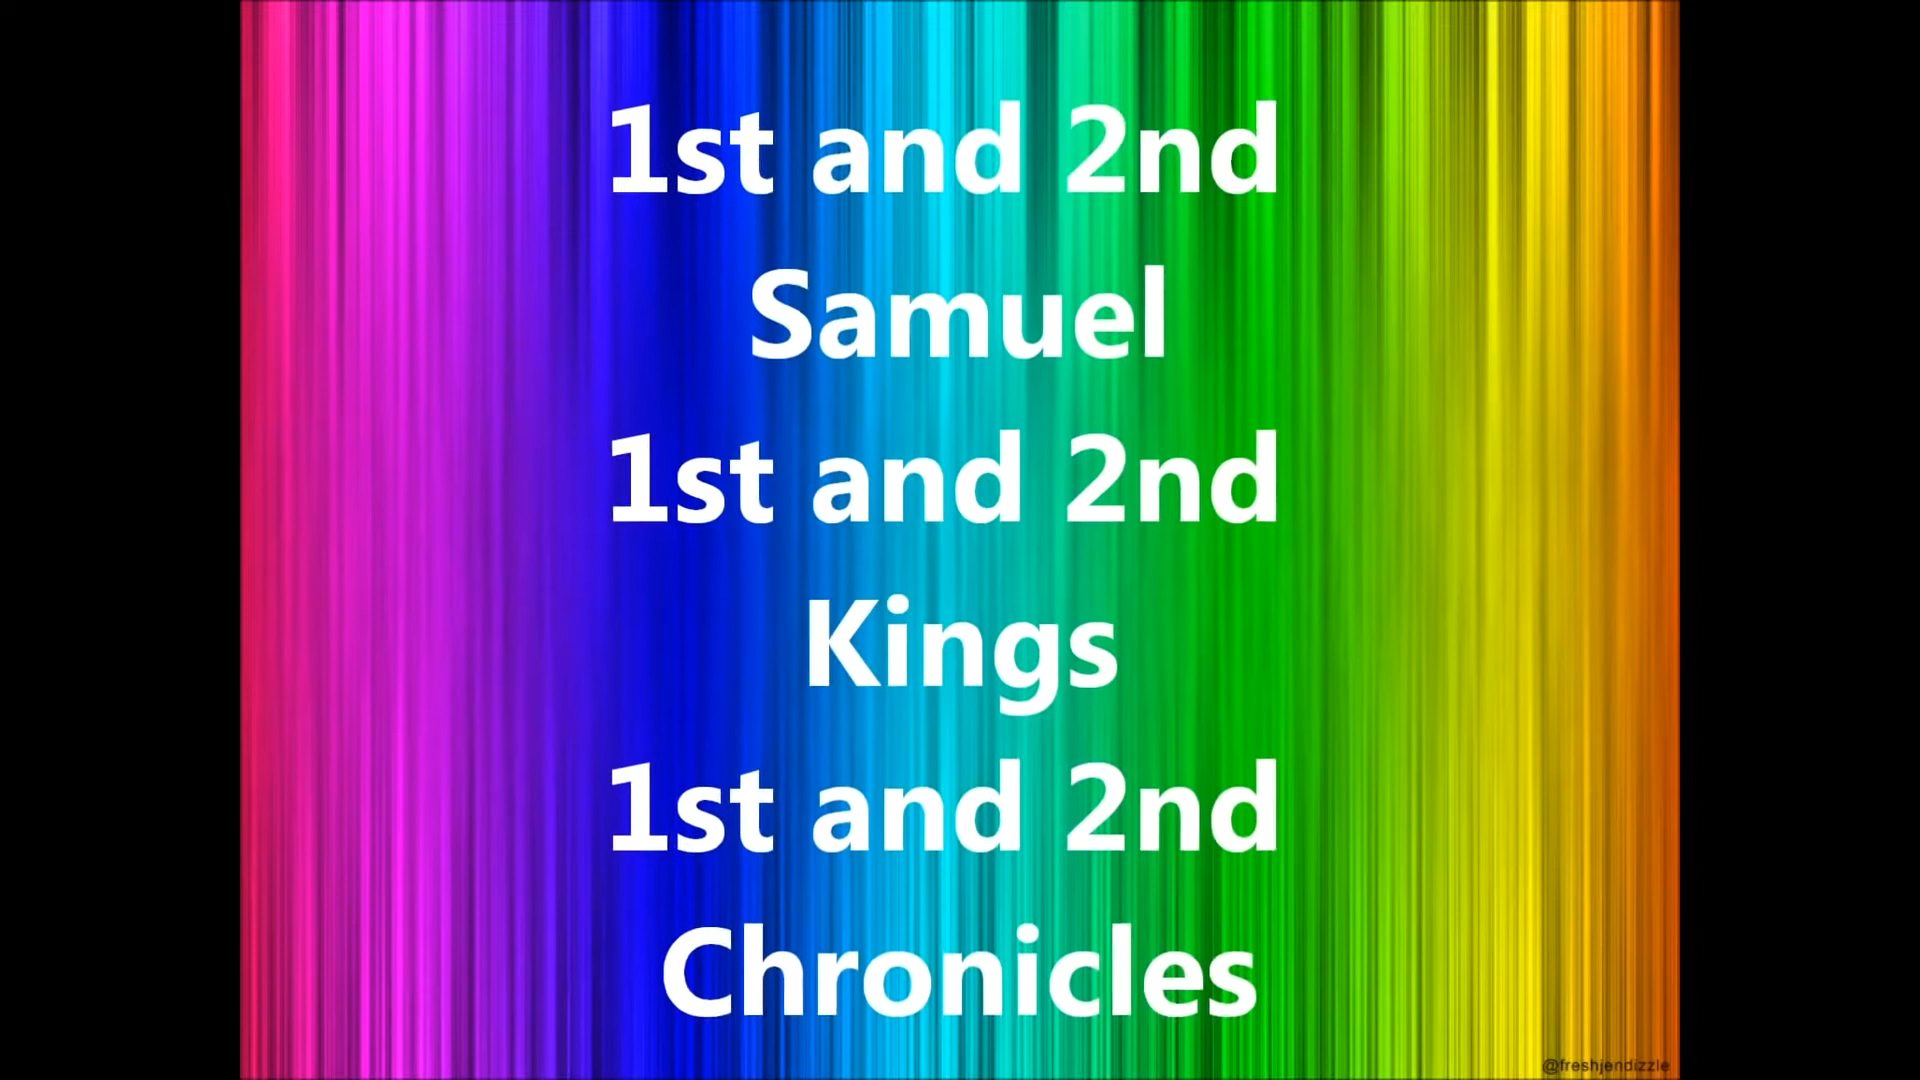 1st and 2nd
Samuel
1st and 2nd
Kings
1st and 2nd
Chronicles
@freshjendizzle